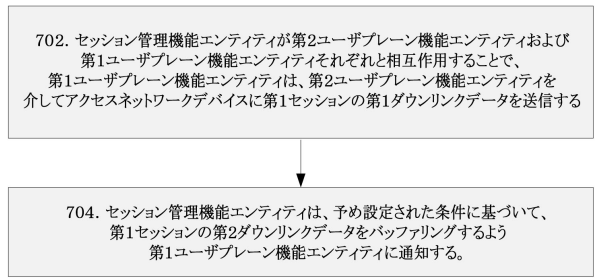 702. セッション管理機能エンティティが第2ユーザプレーン機能エンティティおよび
第1ユーザプレーン機能エンティティそれぞれと相互作用することで、
第1ユーザプレーン機能エンティティは、第2ユーザプレーン機能エンティティを
介してアクセスネットワークデバイスに第1セッションの第1ダウンリンクデータを送信する
704. セッション管理機能エンティティは、予め設定された条件に基づいて、
第1セッションの第2ダウンリンクデータをバッファリングするよう
第1ユーザプレーン機能エンティティに通知する。